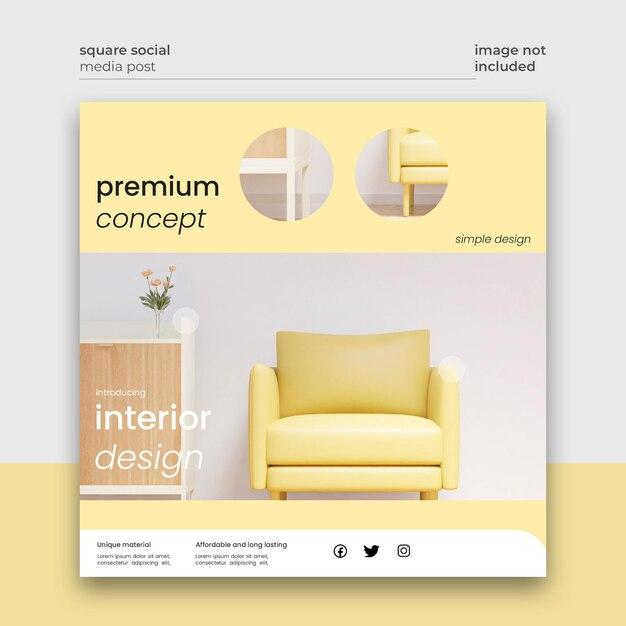 square social
media post
image not
included
premium
concept
simple design
introducing
interior
design
Unique material
Lorem ipsum dolor sit amet,
consectetur adipiscing elit,
Affordable and long lasting
Lorem ipsum dolor sit amet,
consectetur adipiscing elit,